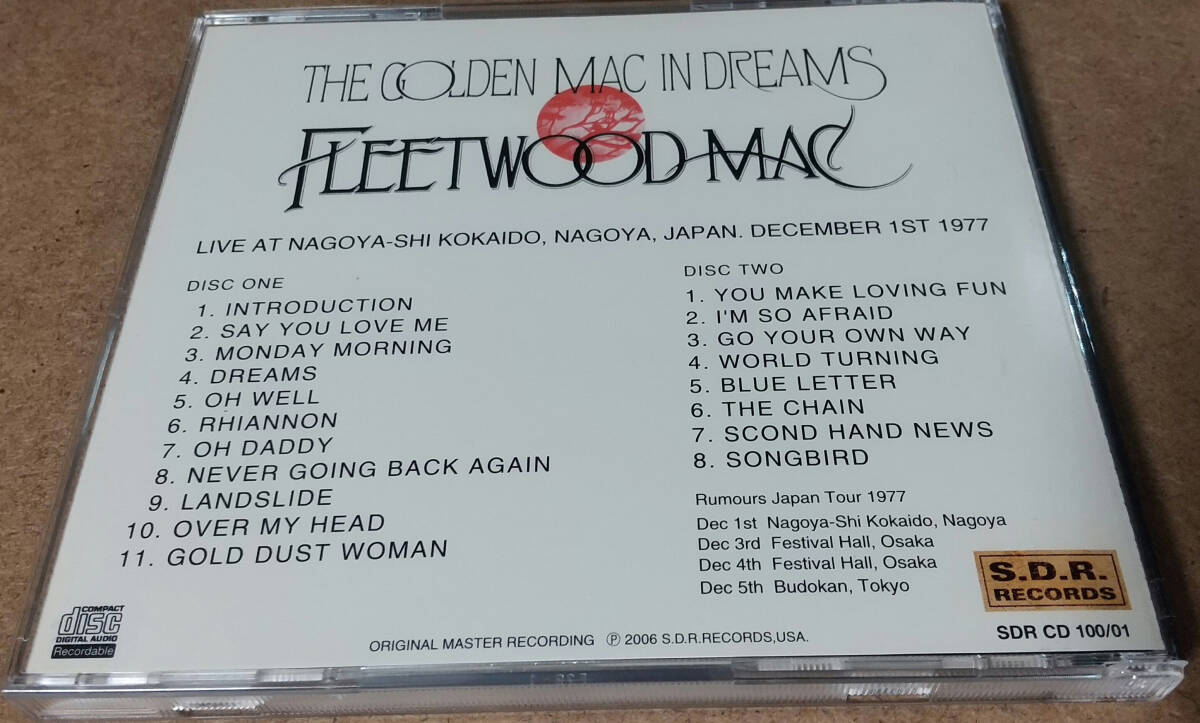 THE GOLDEN MAC IN DREAMS
FLEETWOOD MAC
LIVE AT NAGOYA-SHI KOKAIDO, NAGOYA, JAPAN. DECEMBER 1ST 1977
DISC ONE
1. INTRODUCTION
2. SAY YOU LOVE ME
3. MONDAY MORNING
4. DREAMS
5. OH WELL
6. RHIANNON
7. OH DADDY
8. NEVER GOING BACK AGAIN
9. LANDSLIDE
10. OVER MY HEAD
11. GOLD DUST WOMAN
DISC TWO
1. YOU MAKE LOVING FUN
2. I'M SO AFRAID
3. GO YOUR OWN WAY
4. WORLD TURNING
5. BLUE LETTER
6. THE CHAIN
7. SCOND HAND NEWS
8. SONGBIRD
Rumours Japan Tour 1977
Dec 1st Nagoya-Shi Kokaido, Nagoya
Dec 3rd Festival Hall, Osaka
Dec 4th Festival Hall, Osaka
Dec 5th Budokan, Tokyo
S.D.R.
RECORDS
SDR CD 100/01
COMPACT
disc
DIGITAL AUDIO
Recordable
ORIGINAL MASTER RECORDING ℗ 2006 S.D.R.RECORDS,USA.